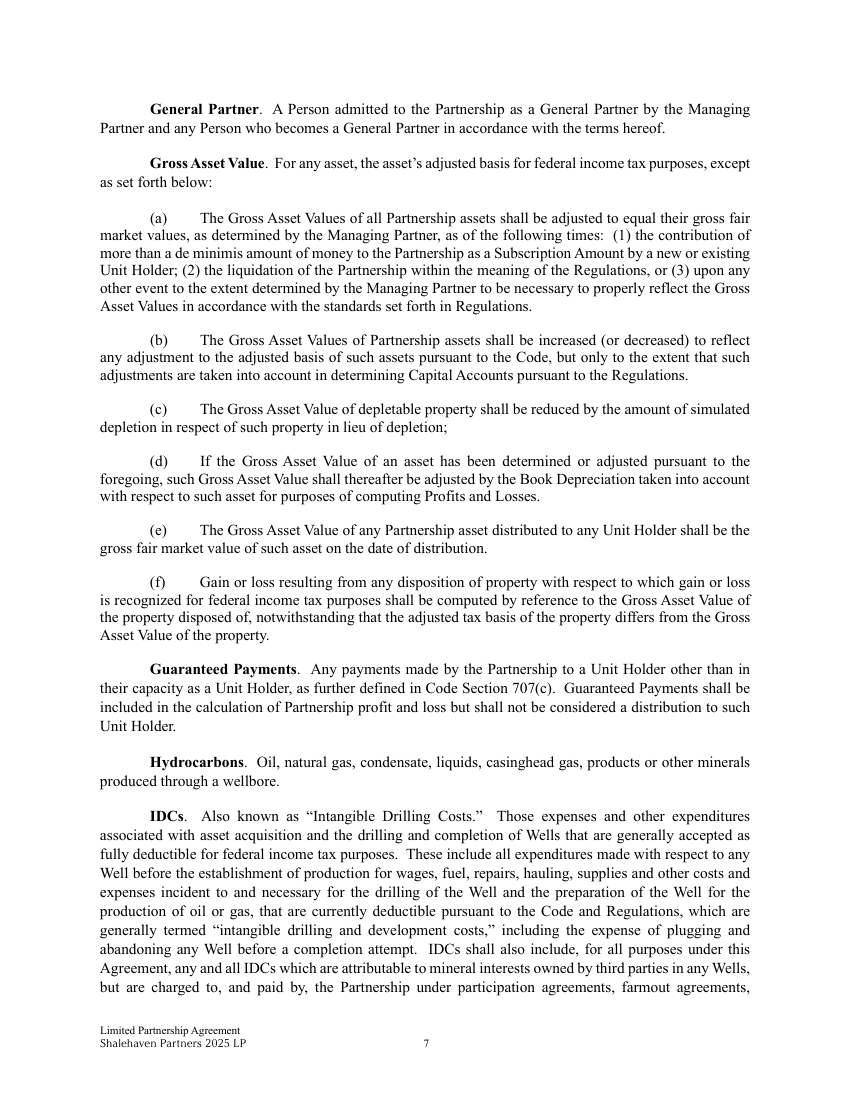 General Partner. A Person admitted to the Partnership as a General Partner by the Managing
Partner and any Person who becomes a General Partner in accordance with the terms hereof.
Gross Asset Value. For any asset, the asset’s adjusted basis for federal income tax purposes, except
as set forth below:
(a) The Gross Asset Values of all Partnership assets shall be adjusted to equal their gross fair
market values, as determined by the Managing Partner, as of the following times: (1) the contribution of
more than a de minimis amount of money to the Partnership as a Subscription Amount by a new or existing
Unit Holder; (2) the liquidation of the Partnership within the meaning of the Regulations, or (3) upon any
other event to the extent determined by the Managing Partner to be necessary to properly reflect the Gross
Asset Values in accordance with the standards set forth in Regulations.
(b) The Gross Asset Values of Partnership assets shall be increased (or decreased) to reflect
any adjustment to the adjusted basis of such assets pursuant to the Code, but only to the extent that such
adjustments are taken into account in determining Capital Accounts pursuant to the Regulations.
(c) The Gross Asset Value of depletable property shall be reduced by the amount of simulated
depletion in respect of such property in lieu of depletion;
(d) If the Gross Asset Value of an asset has been determined or adjusted pursuant to the
foregoing, such Gross Asset Value shall thereafter be adjusted by the Book Depreciation taken into account
with respect to such asset for purposes of computing Profits and Losses.
(e) The Gross Asset Value of any Partnership asset distributed to any Unit Holder shall be the
gross fair market value of such asset on the date of distribution.
(f) Gain or loss resulting from any disposition of property with respect to which gain or loss
is recognized for federal income tax purposes shall be computed by reference to the Gross Asset Value of
the property disposed of, notwithstanding that the adjusted tax basis of the property differs from the Gross
Asset Value of the property.
Guaranteed Payments. Any payments made by the Partnership to a Unit Holder other than in
their capacity as a Unit Holder, as further defined in Code Section 707(c). Guaranteed Payments shall be
included in the calculation of Partnership profit and loss but shall not be considered a distribution to such
Unit Holder.
Hydrocarbons. Oil, natural gas, condensate, liquids, casinghead gas, products or other minerals
produced through a wellbore.
IDCs. Also known as “Intangible Drilling Costs.” Those expenses and other expenditures
associated with asset acquisition and the drilling and completion of Wells that are generally accepted as
fully deductible for federal income tax purposes. These include all expenditures made with respect to any
Well before the establishment of production for wages, fuel, repairs, hauling, supplies and other costs and
expenses incident to and necessary for the drilling of the Well and the preparation of the Well for the
production of oil or gas, that are currently deductible pursuant to the Code and Regulations, which are
generally termed “intangible drilling and development costs,” including the expense of plugging and
abandoning any Well before a completion attempt. IDCs shall also include, for all purposes under this
Agreement, any and all IDCs which are attributable to mineral interests owned by third parties in any Wells,
but are charged to, and paid by, the Partnership under participation agreements, farmout agreements,
Limited Partnership Agreement
Shalehaven Partners 2025 LP 7